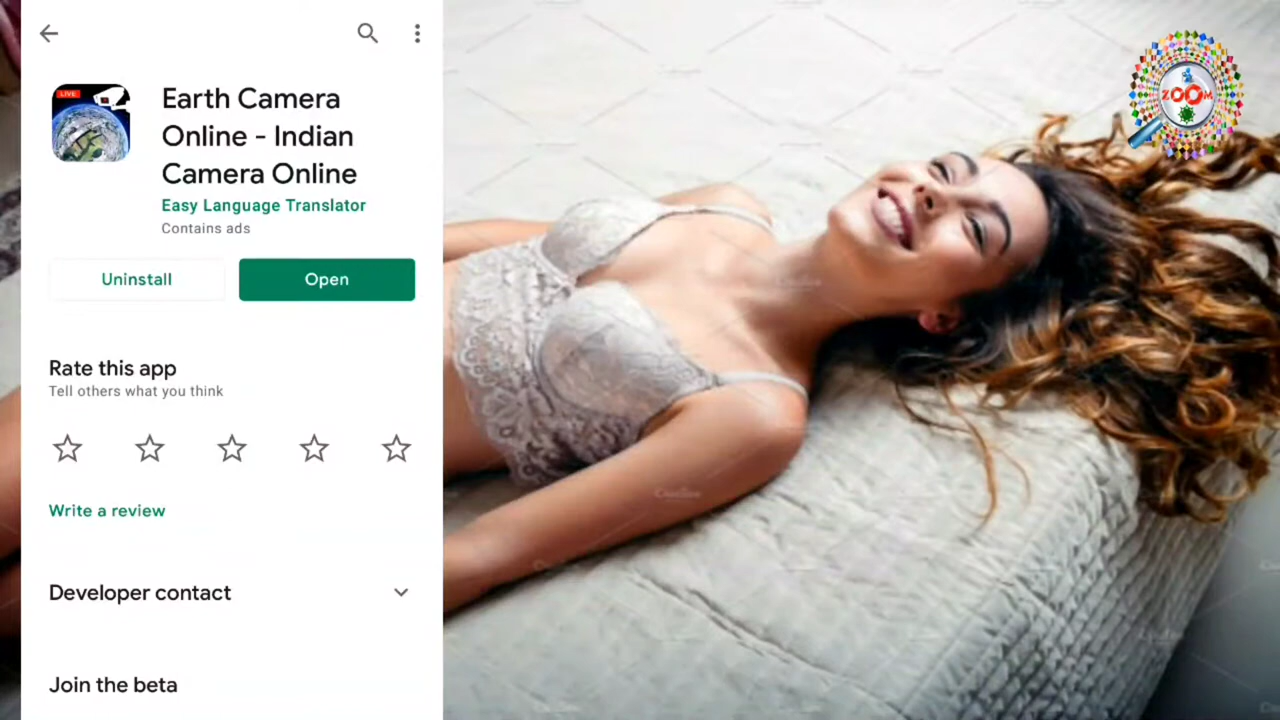 LIVE
Earth Camera
Online - Indian
Camera Online
Easy Language Translator
Contains ads
Uninstall
Open
Rate this app
Tell others what you think
Write a review
Developer contact
Join the beta
ZOOM